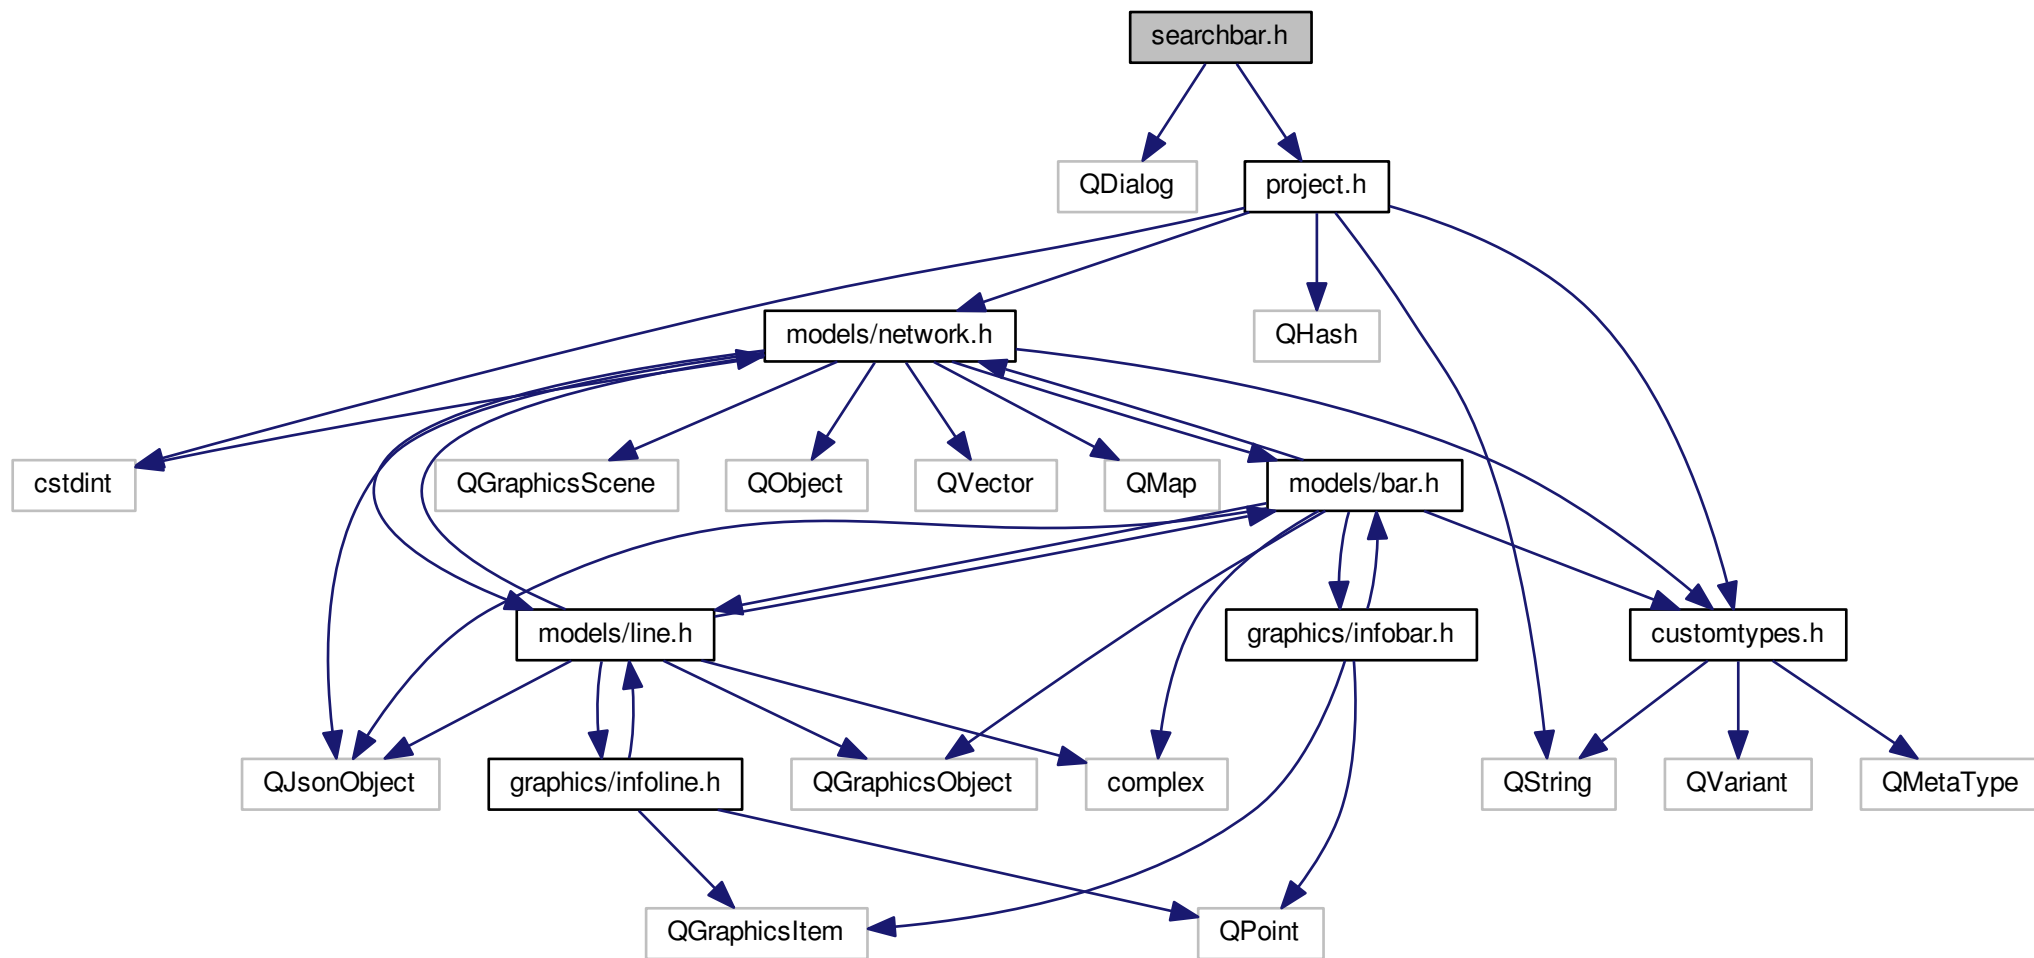 searchbar.h
QDialog
project.h
models/network.h
QHash
cstdint
QGraphicsScene
QObject
QVector
QMap
models/bar.h
models/line.h
graphics/infobar.h
customtypes.h
QJsonObject
graphics/infoline.h
QGraphicsObject
complex
QString
QVariant
QMetaType
QGraphicsItem
QPoint